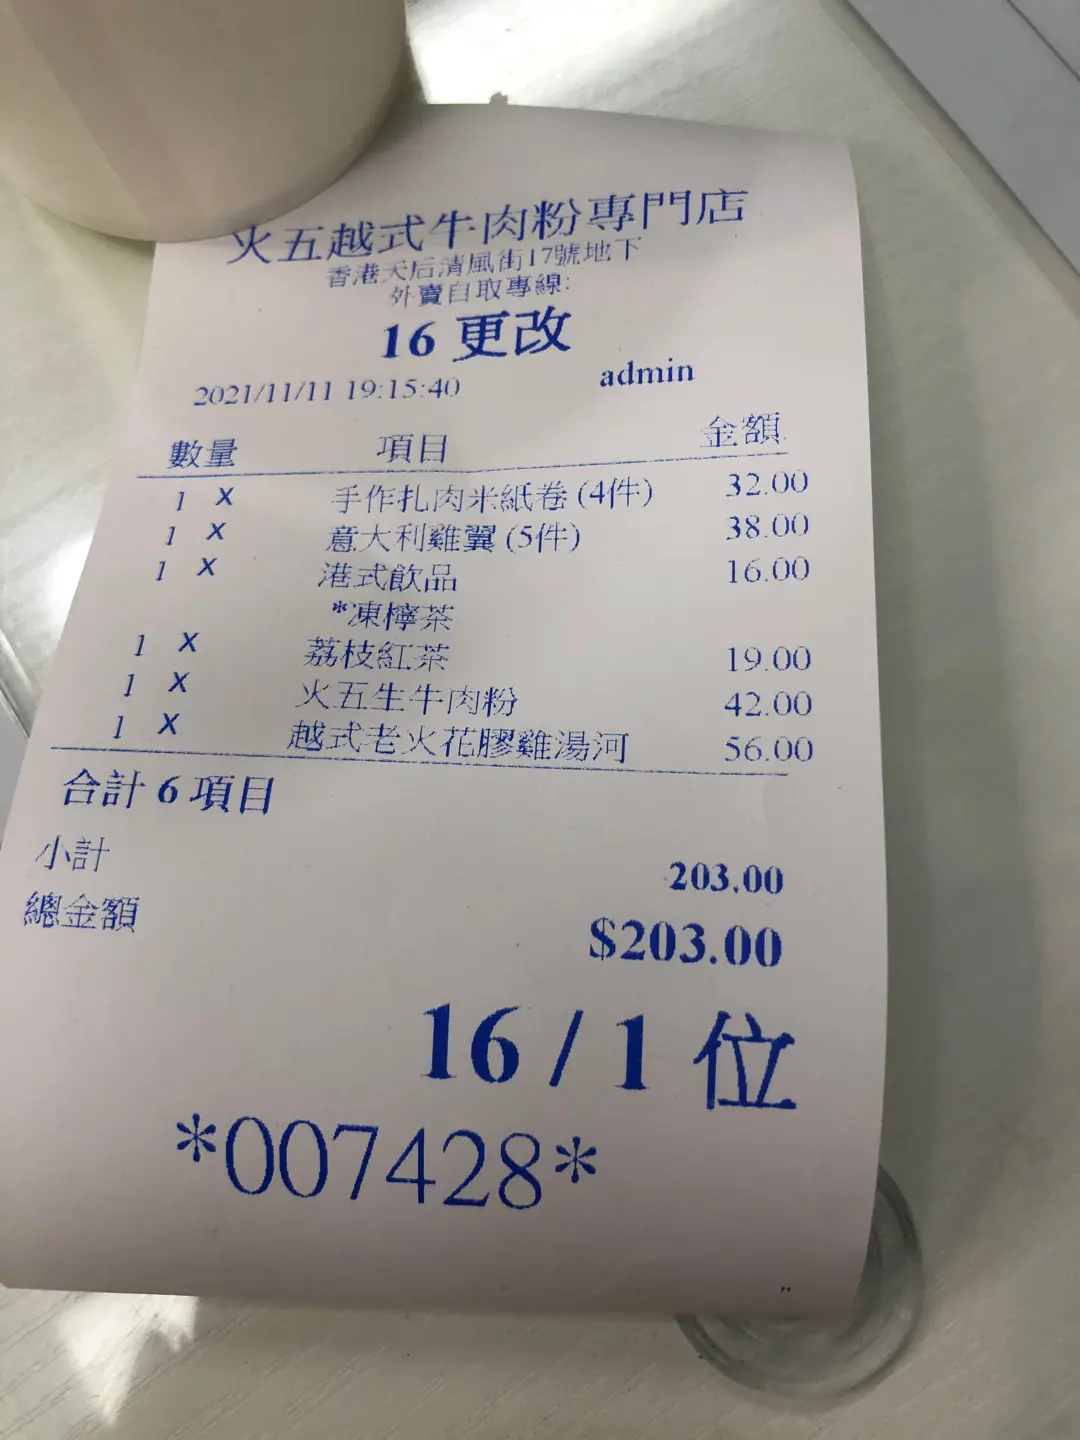 火五越式牛肉粉專門店
香港天后清風街17號地下
外賣自取專線:
16 更改
2021/11/11 19:15:40 admin
數量 項目 金額
1 X 手作扎肉米紙卷 (4件) 32.00
1 X 意大利雞翼 (5件) 38.00
1 X 港式飲品 16.00
*凍檸茶
1 X 荔枝紅茶 19.00
1 X 火五生牛肉粉 42.00
1 X 越式老火花膠雞湯河 56.00
合計 6 項目
小計 203.00
總金額 $203.00
16 / 1 位
*007428*